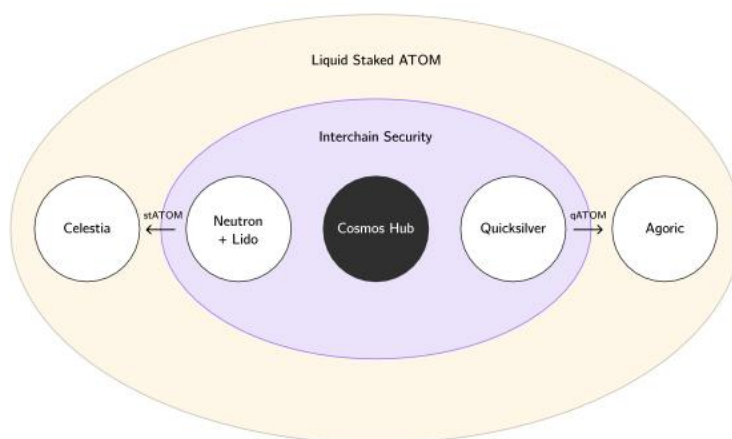 Liquid Staked ATOM
Interchain Security
Celestia
stATOM
Neutron
+ Lido
Cosmos Hub
Quicksilver
qATOM
Agoric